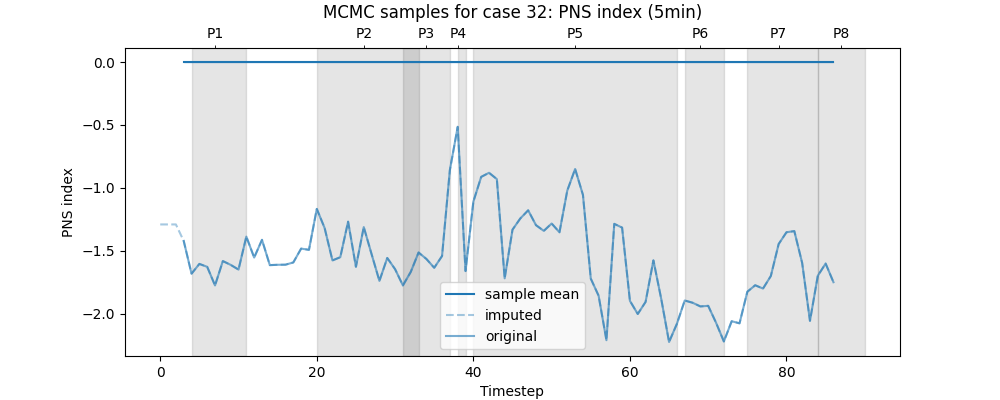 MCMC samples for case 32: PNS index (5min)
P1 P2 P3 P4 P5 P6 P7 P8
0.0
−0.5
−1.0
−1.5
−2.0
PNS index
sample mean
imputed
original
0 20 40 60 80
Timestep